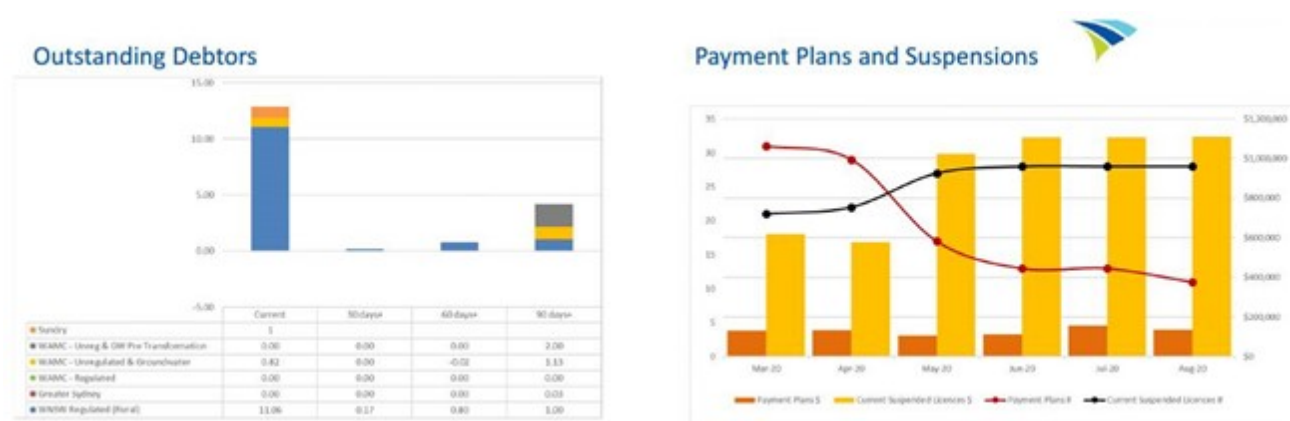 Outstanding Debtors
15.00
10.00
5.00
0.00
-5.00
Current 30 days+ 60 days+ 90 days+
Sundry 1
WAMC - Unreg & GW Pre Transformation 0.00 0.00 0.00 2.00
WAMC - Unregulated & Groundwater 0.82 0.00 -0.02 1.13
WAMC - Regulated 0.00 0.00 0.00 0.00
Greater Sydney 0.00 0.00 0.00 0.03
WNSW Regulated (Rural) 11.06 0.17 0.80 1.00
Payment Plans and Suspensions
35 $1,200,000
30 $1,000,000
25 $800,000
20
15 $600,000
10 $400,000
5 $200,000
0 $0
Mar-20 Apr-20 May-20 Jun-20 Jul-20 Aug-20
Payment Plans $ Current Suspended Licences $ Payment Plans # Current Suspended Licences #